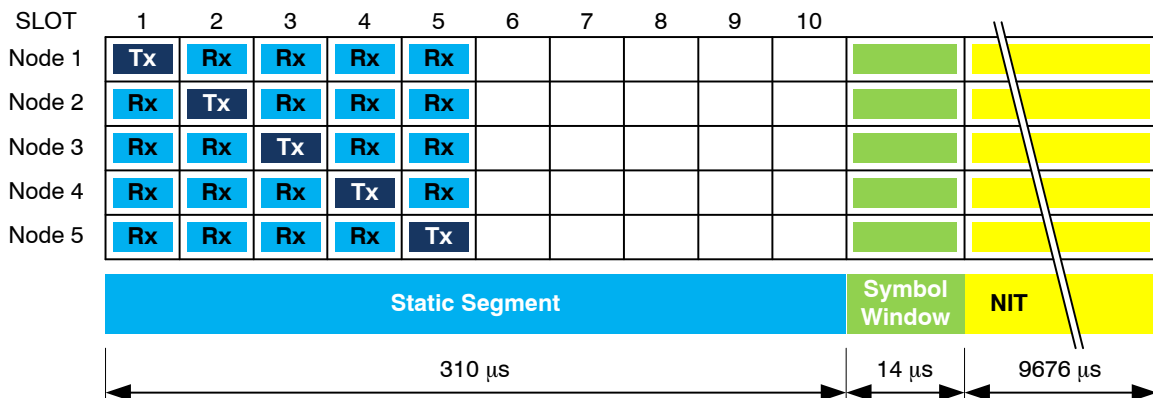 SLOT 1 2 3 4 5 6 7 8 9 10
Node 1 Tx Rx Rx Rx Rx
Node 2 Rx Tx Rx Rx Rx
Node 3 Rx Rx Tx Rx Rx
Node 4 Rx Rx Rx Tx Rx
Node 5 Rx Rx Rx Rx Tx
Static Segment
Symbol
Window
NIT
310 μs 14 μs 9676 μs